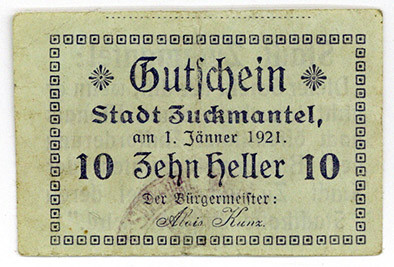 Gutschein
Stadt Zuckmantel,
am 1. Jänner 1921.
10 Zehn Heller 10
Der Bürgermeister:
Alois Kunz.